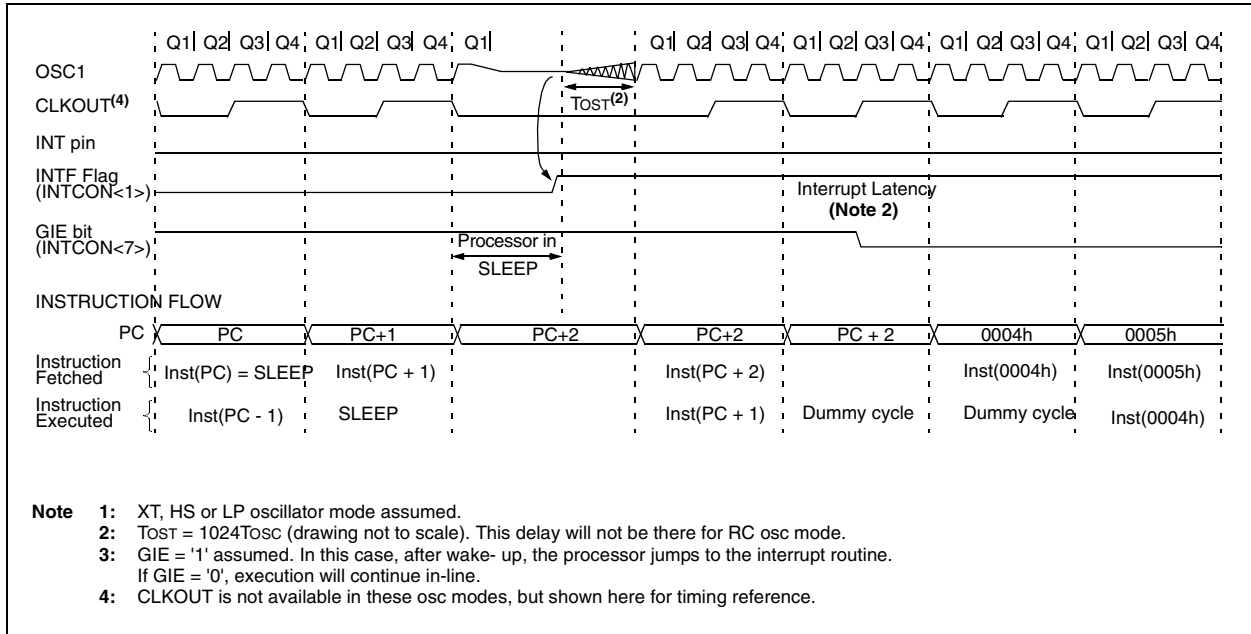 Q1 Q2 Q3 Q4 Q1 Q2 Q3 Q4 Q1 Q1 Q2 Q3 Q4 Q1 Q2 Q3 Q4 Q1 Q2 Q3 Q4 Q1 Q2 Q3 Q4
OSC1
CLKOUT(4)
TOST(2)
INT pin
INTF Flag
(INTCON<1>)
Interrupt Latency
(Note 2)
GIE bit
(INTCON<7>)
Processor in
SLEEP
INSTRUCTION FLOW
PC PC PC+1 PC+2 PC+2 PC + 2 0004h 0005h
Instruction
Fetched
Inst(PC) = SLEEP Inst(PC + 1) Inst(PC + 2) Inst(0004h) Inst(0005h)
Instruction
Executed
Inst(PC - 1) SLEEP Inst(PC + 1) Dummy cycle Dummy cycle Inst(0004h)
Note 1: XT, HS or LP oscillator mode assumed.
2: TOST = 1024TOSC (drawing not to scale). This delay will not be there for RC osc mode.
3: GIE = '1' assumed. In this case, after wake- up, the processor jumps to the interrupt routine.
If GIE = '0', execution will continue in-line.
4: CLKOUT is not available in these osc modes, but shown here for timing reference.